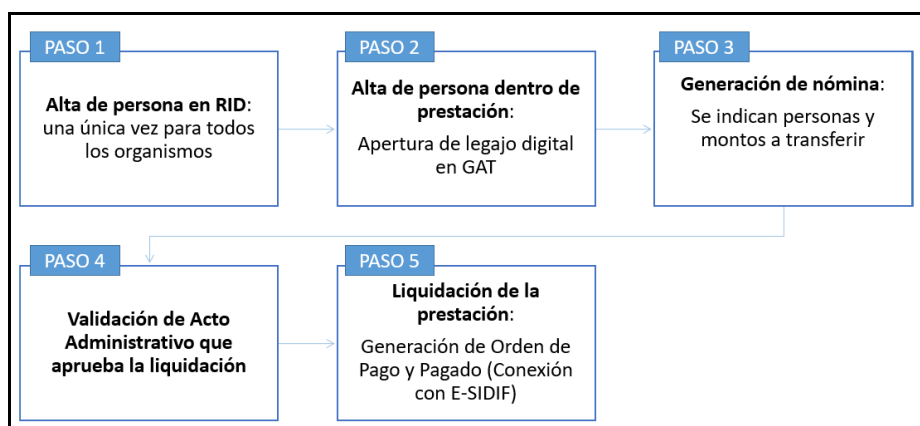 PASO 1
Alta de persona en RID:
una única vez para todos
los organismos
PASO 2
Alta de persona dentro de
prestación:
Apertura de legajo digital
en GAT
PASO 3
Generación de nómina:
Se indican personas y
montos a transferir
PASO 4
Validación de Acto
Administrativo que
aprueba la liquidación
PASO 5
Liquidación de la
prestación:
Generación de Orden de
Pago y Pagado (Conexión
con E-SIDIF)